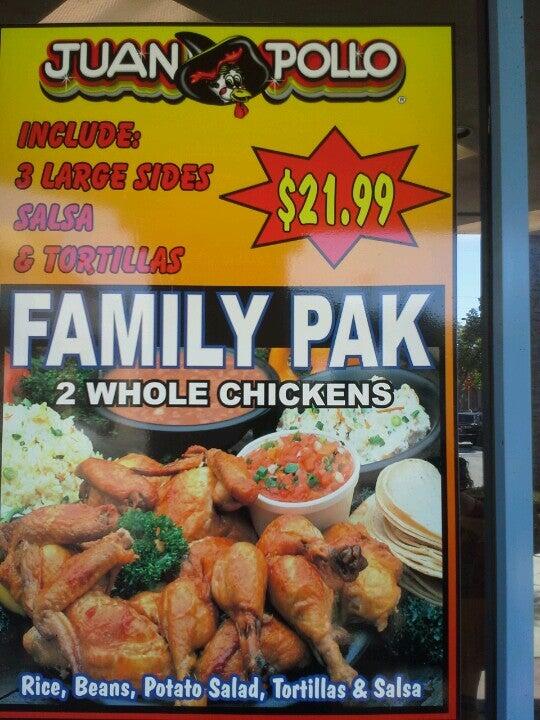 JUAN POLLO
®
INCLUDE:
3 LARGE SIDES
SALSA
& TORTILLAS
$21.99
FAMILY PAK
2 WHOLE CHICKENS
Rice, Beans, Potato Salad, Tortillas & Salsa